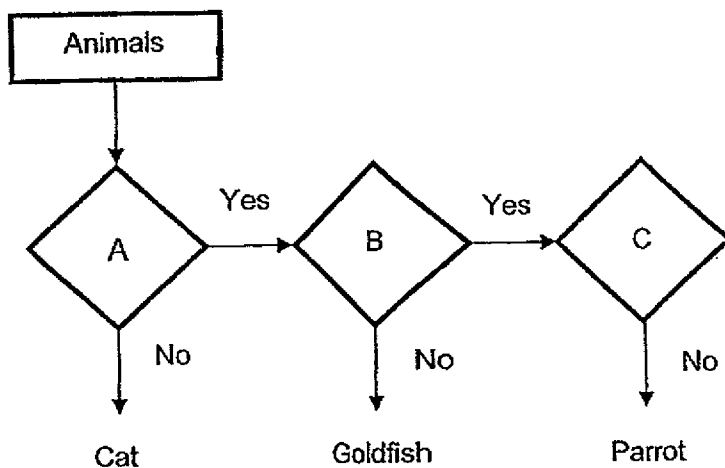 Animals
Yes
Yes
A
B
C
No
No
No
Cat
Goldfish
Parrot